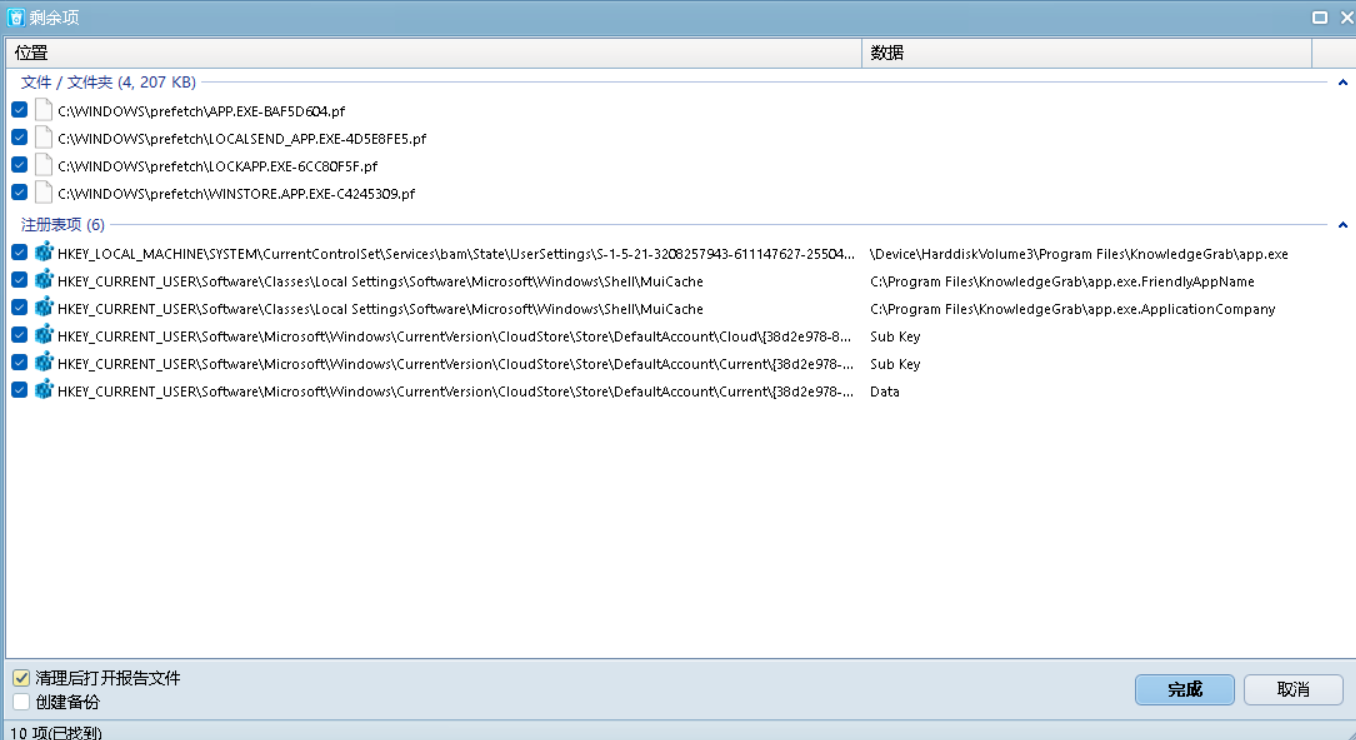 剩余项
位置 数据
文件 / 文件夹 (4, 207 KB)
C:\WINDOWS\prefetch\APP.EXE-BAF5D604.pf
C:\WINDOWS\prefetch\LOCALSEND_APP.EXE-4D5E8FE5.pf
C:\WINDOWS\prefetch\LOCKAPP.EXE-6CC80F5F.pf
C:\WINDOWS\prefetch\WINSTORE.APP.EXE-C4245309.pf
注册表项 (6)
HKEY_LOCAL_MACHINE\SYSTEM\CurrentControlSet\Services\bam\State\UserSettings\S-1-5-21-3208257943-611147627-25504... \Device\HarddiskVolume3\Program Files\KnowledgeGrab\app.exe
HKEY_CURRENT_USER\Software\Classes\Local Settings\Software\Microsoft\Windows\Shell\MuiCache C:\Program Files\KnowledgeGrab\app.exe.FriendlyAppName
HKEY_CURRENT_USER\Software\Classes\Local Settings\Software\Microsoft\Windows\Shell\MuiCache C:\Program Files\KnowledgeGrab\app.exe.ApplicationCompany
HKEY_CURRENT_USER\Software\Microsoft\Windows\CurrentVersion\CloudStore\Store\DefaultAccount\Cloud\{38d2e978-8... Sub Key
HKEY_CURRENT_USER\Software\Microsoft\Windows\CurrentVersion\CloudStore\Store\DefaultAccount\Current\{38d2e978-... Sub Key
HKEY_CURRENT_USER\Software\Microsoft\Windows\CurrentVersion\CloudStore\Store\DefaultAccount\Current\{38d2e978-... Data
清理后打开报告文件
创建备份
完成 取消
10 项(已找到)